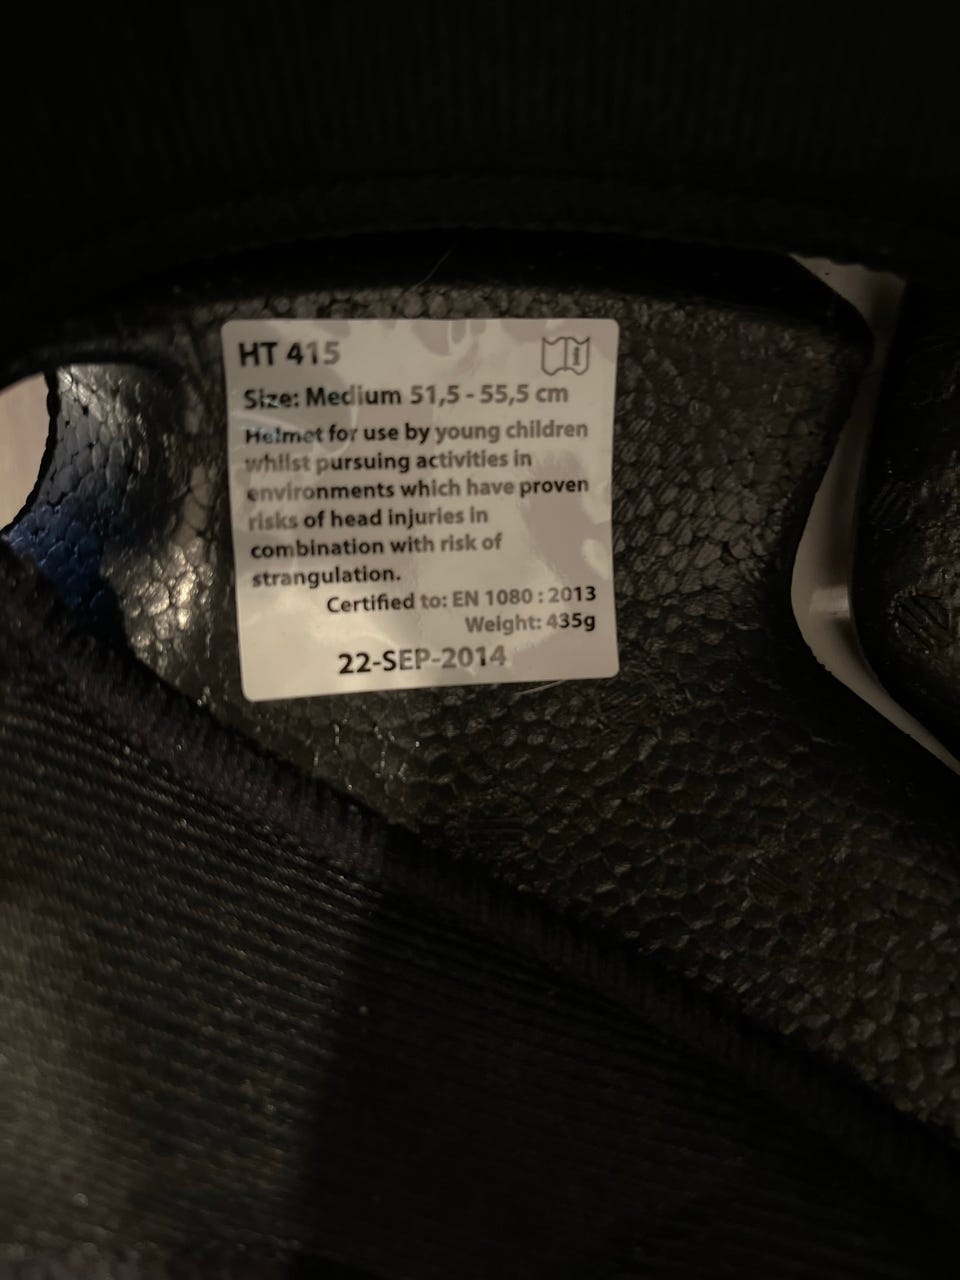 HT 415
Size: Medium 51,5 - 55,5 cm
Helmet for use by young children
whilst pursuing activities in
environments which have proven
risks of head injuries in
combination with risk of
strangulation.
Certified to: EN 1080 : 2013
Weight: 435g
22-SEP-2014